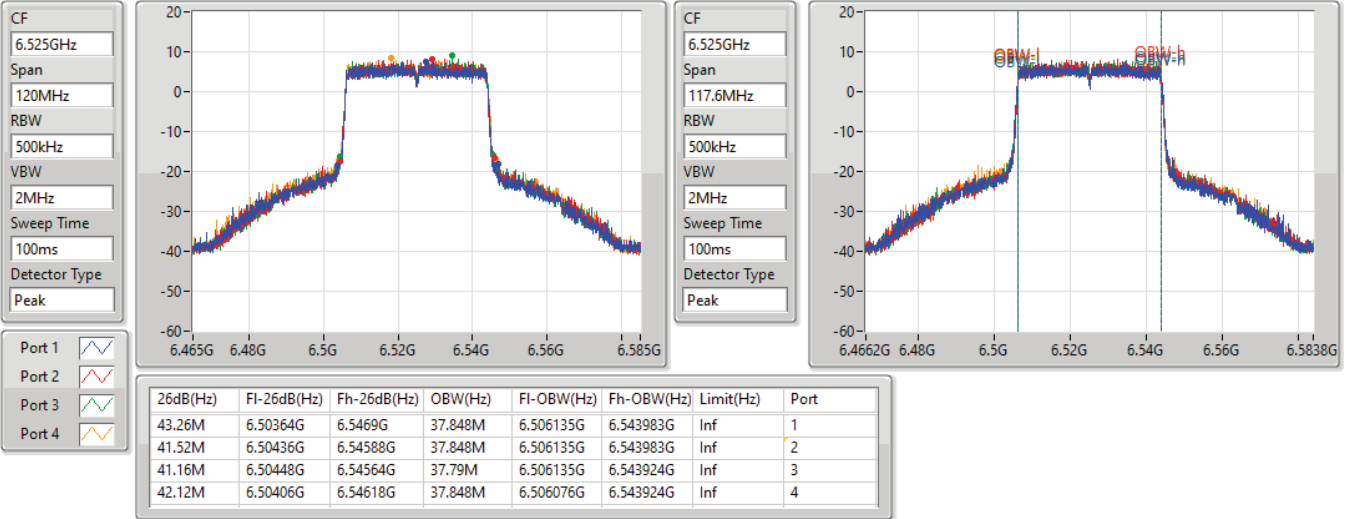 CF
6.525GHz
Span
120MHz
RBW
500kHz
VBW
2MHz
Sweep Time
100ms
Detector Type
Peak
20
10
0
-10
-20
-30
-40
-50
-60
6.465G 6.48G 6.5G 6.52G 6.54G 6.56G 6.585G
CF
6.525GHz
Span
117.6MHz
RBW
500kHz
VBW
2MHz
Sweep Time
100ms
Detector Type
Peak
20
10
0
-10
-20
-30
-40
-50
-60
OBW-l OBW-h
6.4662G 6.48G 6.5G 6.52G 6.54G 6.56G 6.5838G
Port 1
Port 2
Port 3
Port 4
26dB(Hz) Fl-26dB(Hz) Fh-26dB(Hz) OBW(Hz) Fl-OBW(Hz) Fh-OBW(Hz) Limit(Hz) Port
43.26M 6.50364G 6.5469G 37.848M 6.506135G 6.543983G Inf 1
41.52M 6.50436G 6.54588G 37.848M 6.506135G 6.543983G Inf 2
41.16M 6.50448G 6.54564G 37.79M 6.506135G 6.543924G Inf 3
42.12M 6.50406G 6.54618G 37.848M 6.506076G 6.543924G Inf 4